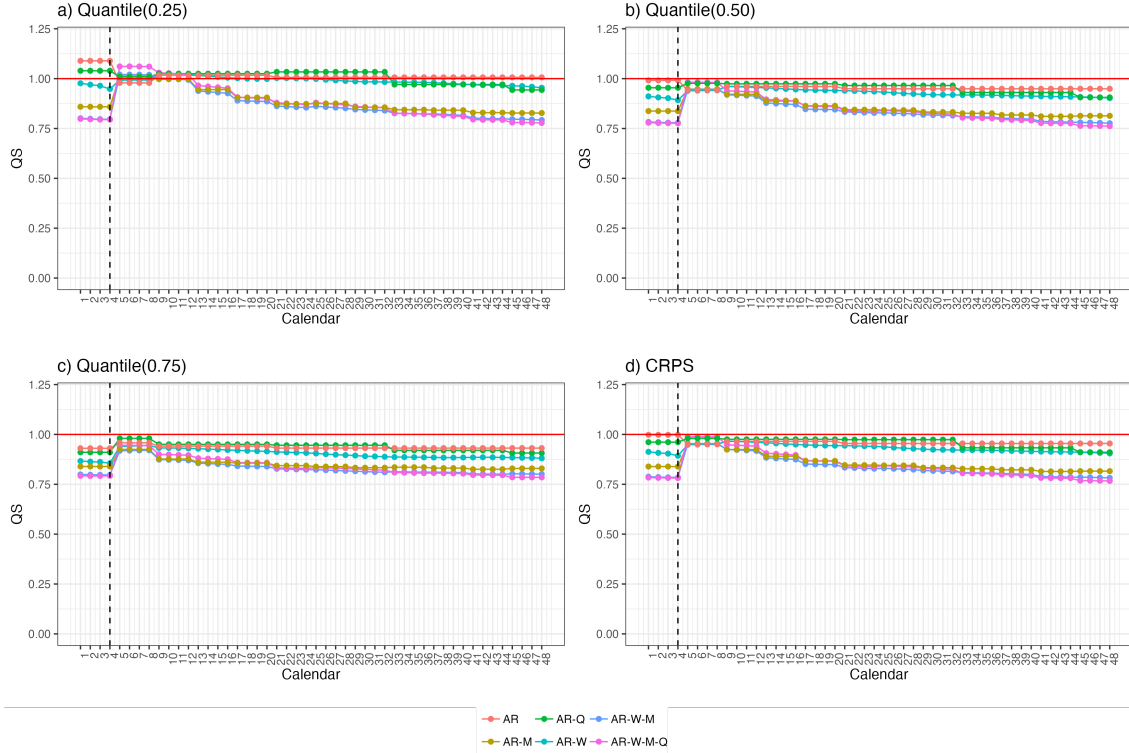 a) Quantile(0.25)
1.25
1.00
0.75
0.50
0.25
0.00
QS
1 2 3 4 5 6 7 8 9 10 11 12 13 14 15 16 17 18 19 20 21 22 23 24 25 26 27 28 29 30 31 32 33 34 35 36 37 38 39 40 41 42 43 44 45 46 47 48
Calendar
b) Quantile(0.50)
1.25
1.00
0.75
0.50
0.25
0.00
QS
1 2 3 4 5 6 7 8 9 10 11 12 13 14 15 16 17 18 19 20 21 22 23 24 25 26 27 28 29 30 31 32 33 34 35 36 37 38 39 40 41 42 43 44 45 46 47 48
Calendar
c) Quantile(0.75)
1.25
1.00
0.75
0.50
0.25
0.00
QS
1 2 3 4 5 6 7 8 9 10 11 12 13 14 15 16 17 18 19 20 21 22 23 24 25 26 27 28 29 30 31 32 33 34 35 36 37 38 39 40 41 42 43 44 45 46 47 48
Calendar
d) CRPS
1.25
1.00
0.75
0.50
0.25
0.00
QS
1 2 3 4 5 6 7 8 9 10 11 12 13 14 15 16 17 18 19 20 21 22 23 24 25 26 27 28 29 30 31 32 33 34 35 36 37 38 39 40 41 42 43 44 45 46 47 48
Calendar
AR AR-Q AR-W-M
AR-M AR-W AR-W-M-Q